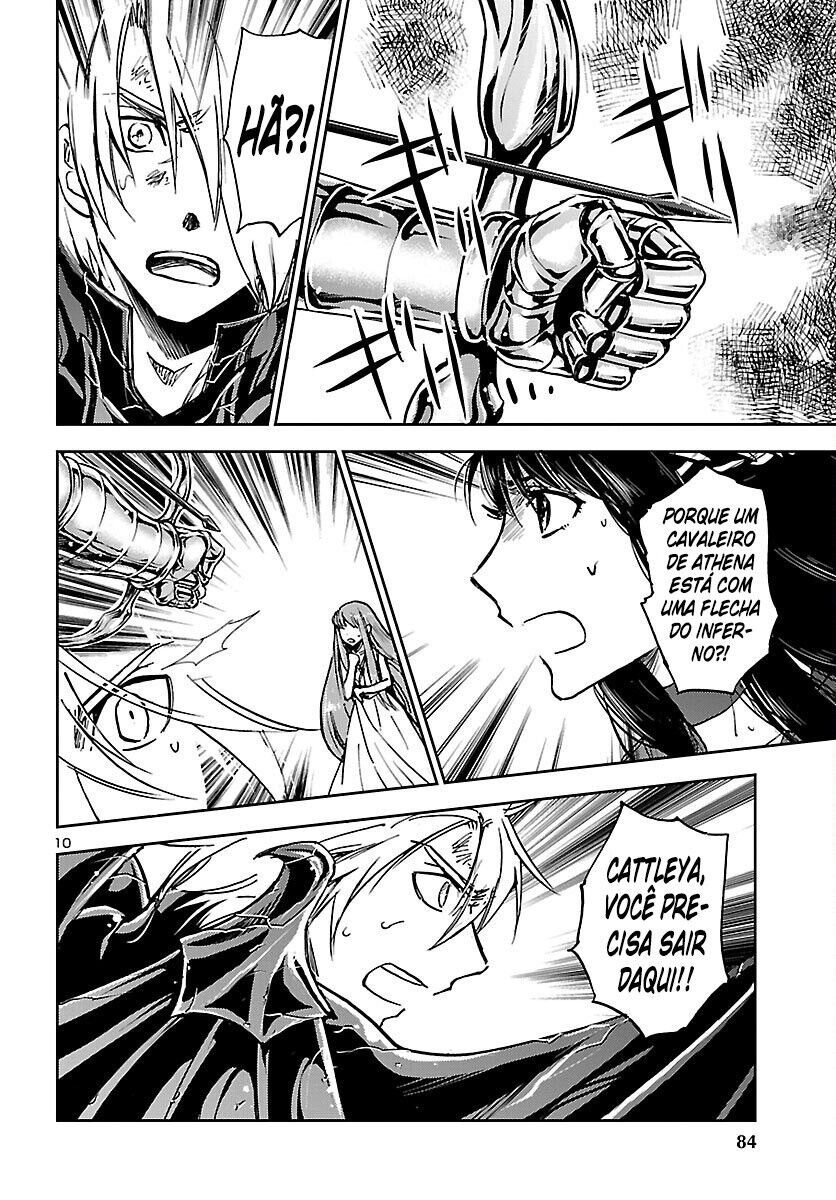 HÃ?!
PORQUE UM
CAVALEIRO
DE ATHENA
ESTÁ COM
UMA FLECHA
DO INFER-
NO?!
10
CATTLEYA,
VOCÊ PRE-
CISA SAIR
DAQUI!!
84